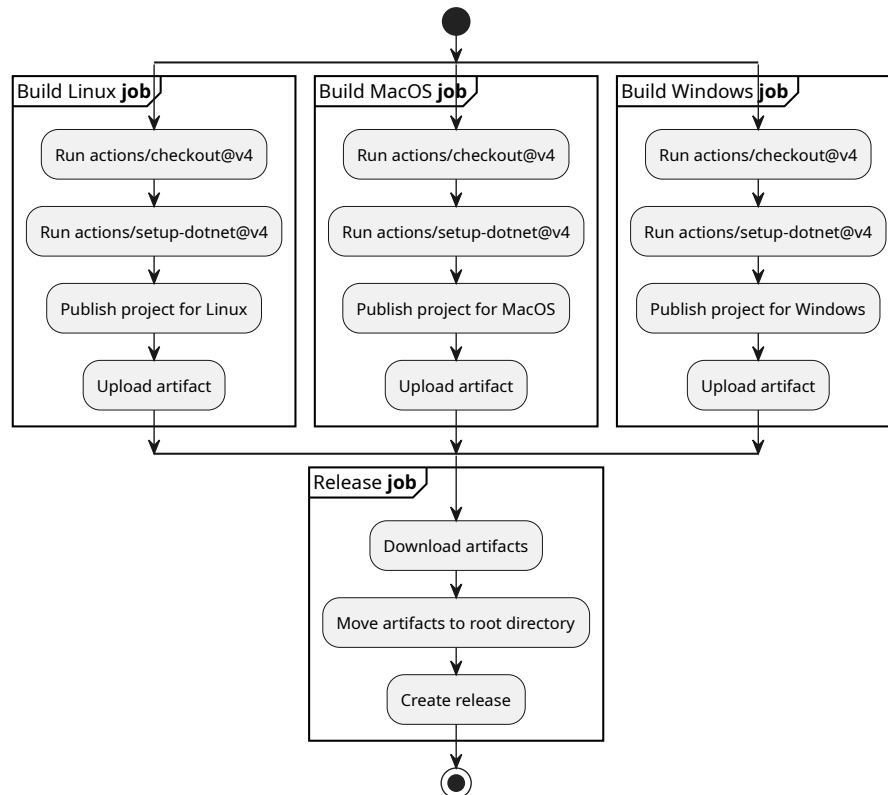 Build Linux job
Build MacOS job
Build Windows job
Run actions/checkout@v4
Run actions/checkout@v4
Run actions/checkout@v4
Run actions/setup-dotnet@v4
Run actions/setup-dotnet@v4
Run actions/setup-dotnet@v4
Publish project for Linux
Publish project for MacOS
Publish project for Windows
Upload artifact
Upload artifact
Upload artifact
Release job
Download artifacts
Move artifacts to root directory
Create release